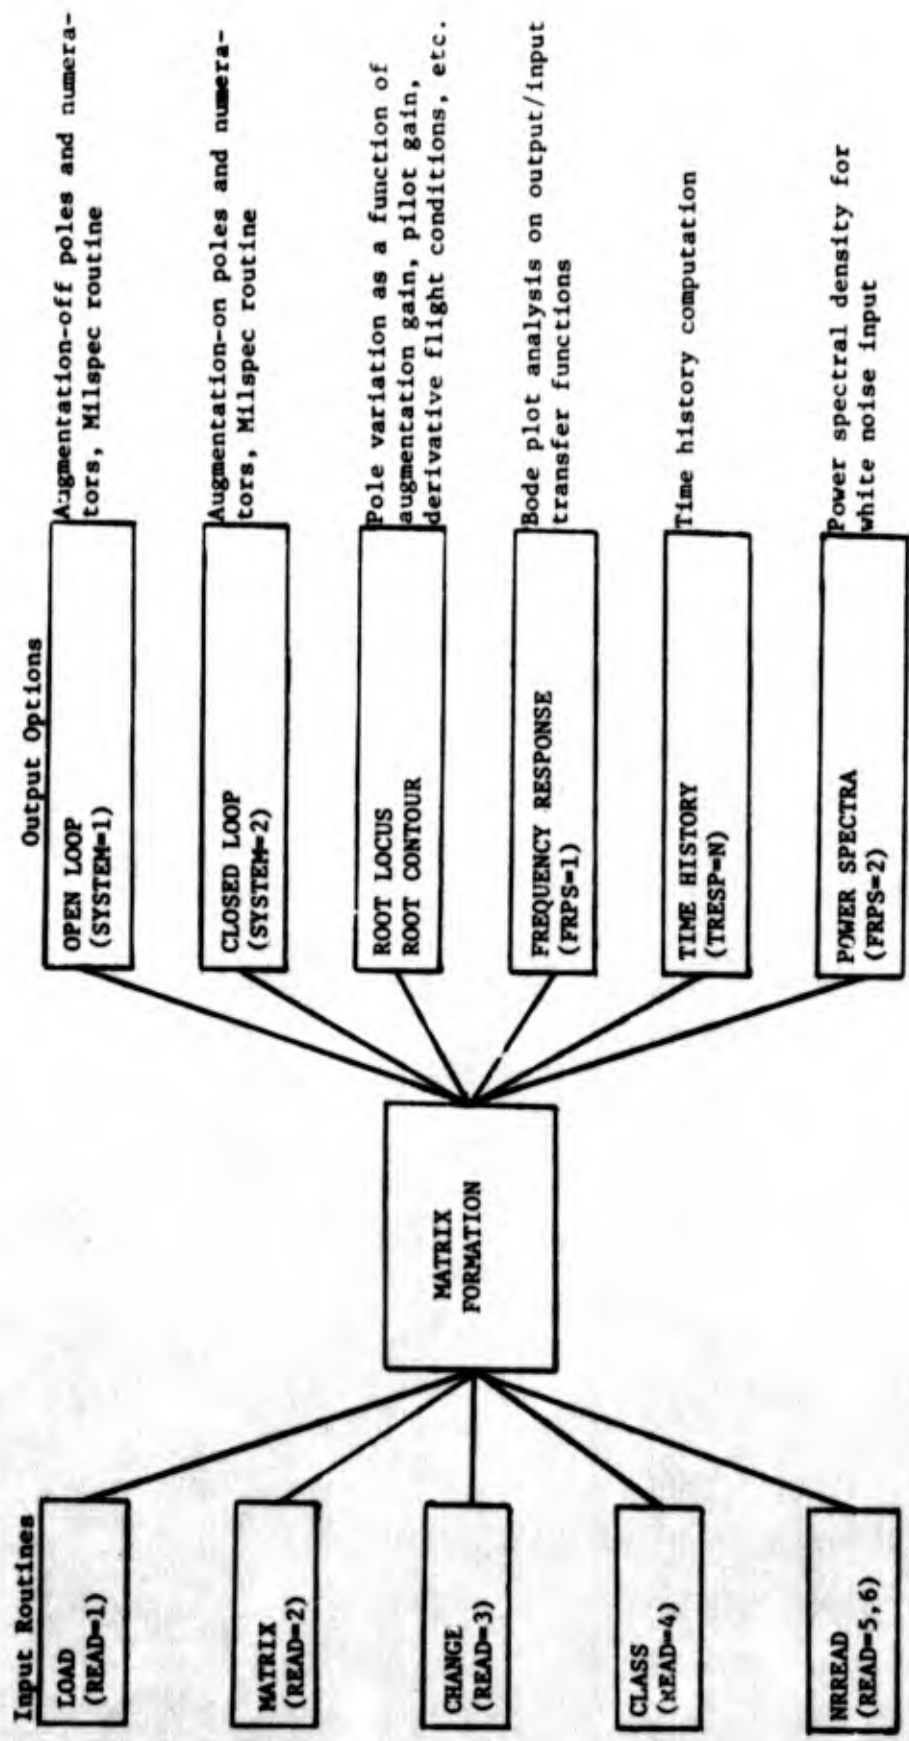 Input Routines
LOAD
(READ=1)
MATRIX
(READ=2)
CHANGE
(READ=3)
CLASS
(READ=4)
NRREAD
(READ=5,6)
MATRIX
FORMATION
Output Options
OPEN LOOP
(SYSTEM=1)
Augmentation-off poles and numera-
tors, Milspec routine
CLOSED LOOP
(SYSTEM=2)
Augmentation-on poles and numera-
tors, Milspec routine
ROOT LOCUS
ROOT CONTOUR
Pole variation as a function of
augmentation gain, pilot gain,
derivative flight conditions, etc.
FREQUENCY RESPONSE
(FRPS=1)
Bode plot analysis on output/input
transfer functions
TIME HISTORY
(TRESP=N)
Time history computation
POWER SPECTRA
(FRPS=2)
Power spectral density for
white noise input